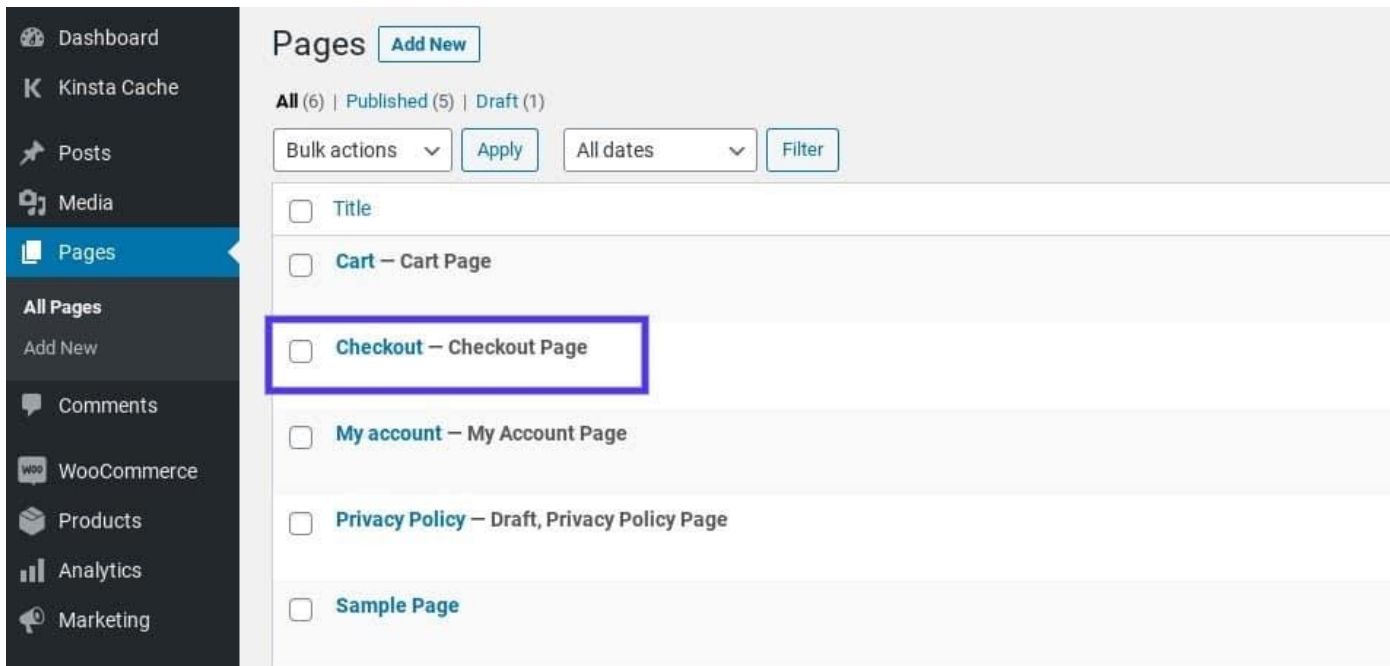 Dashboard
Kinsta Cache
Posts
Media
Pages
All Pages
Add New
Comments
WooCommerce
Products
Analytics
Marketing
Pages Add New
All (6) | Published (5) | Draft (1)
Bulk actions Apply All dates Filter
Title
Cart — Cart Page
Checkout — Checkout Page
My account — My Account Page
Privacy Policy — Draft, Privacy Policy Page
Sample Page